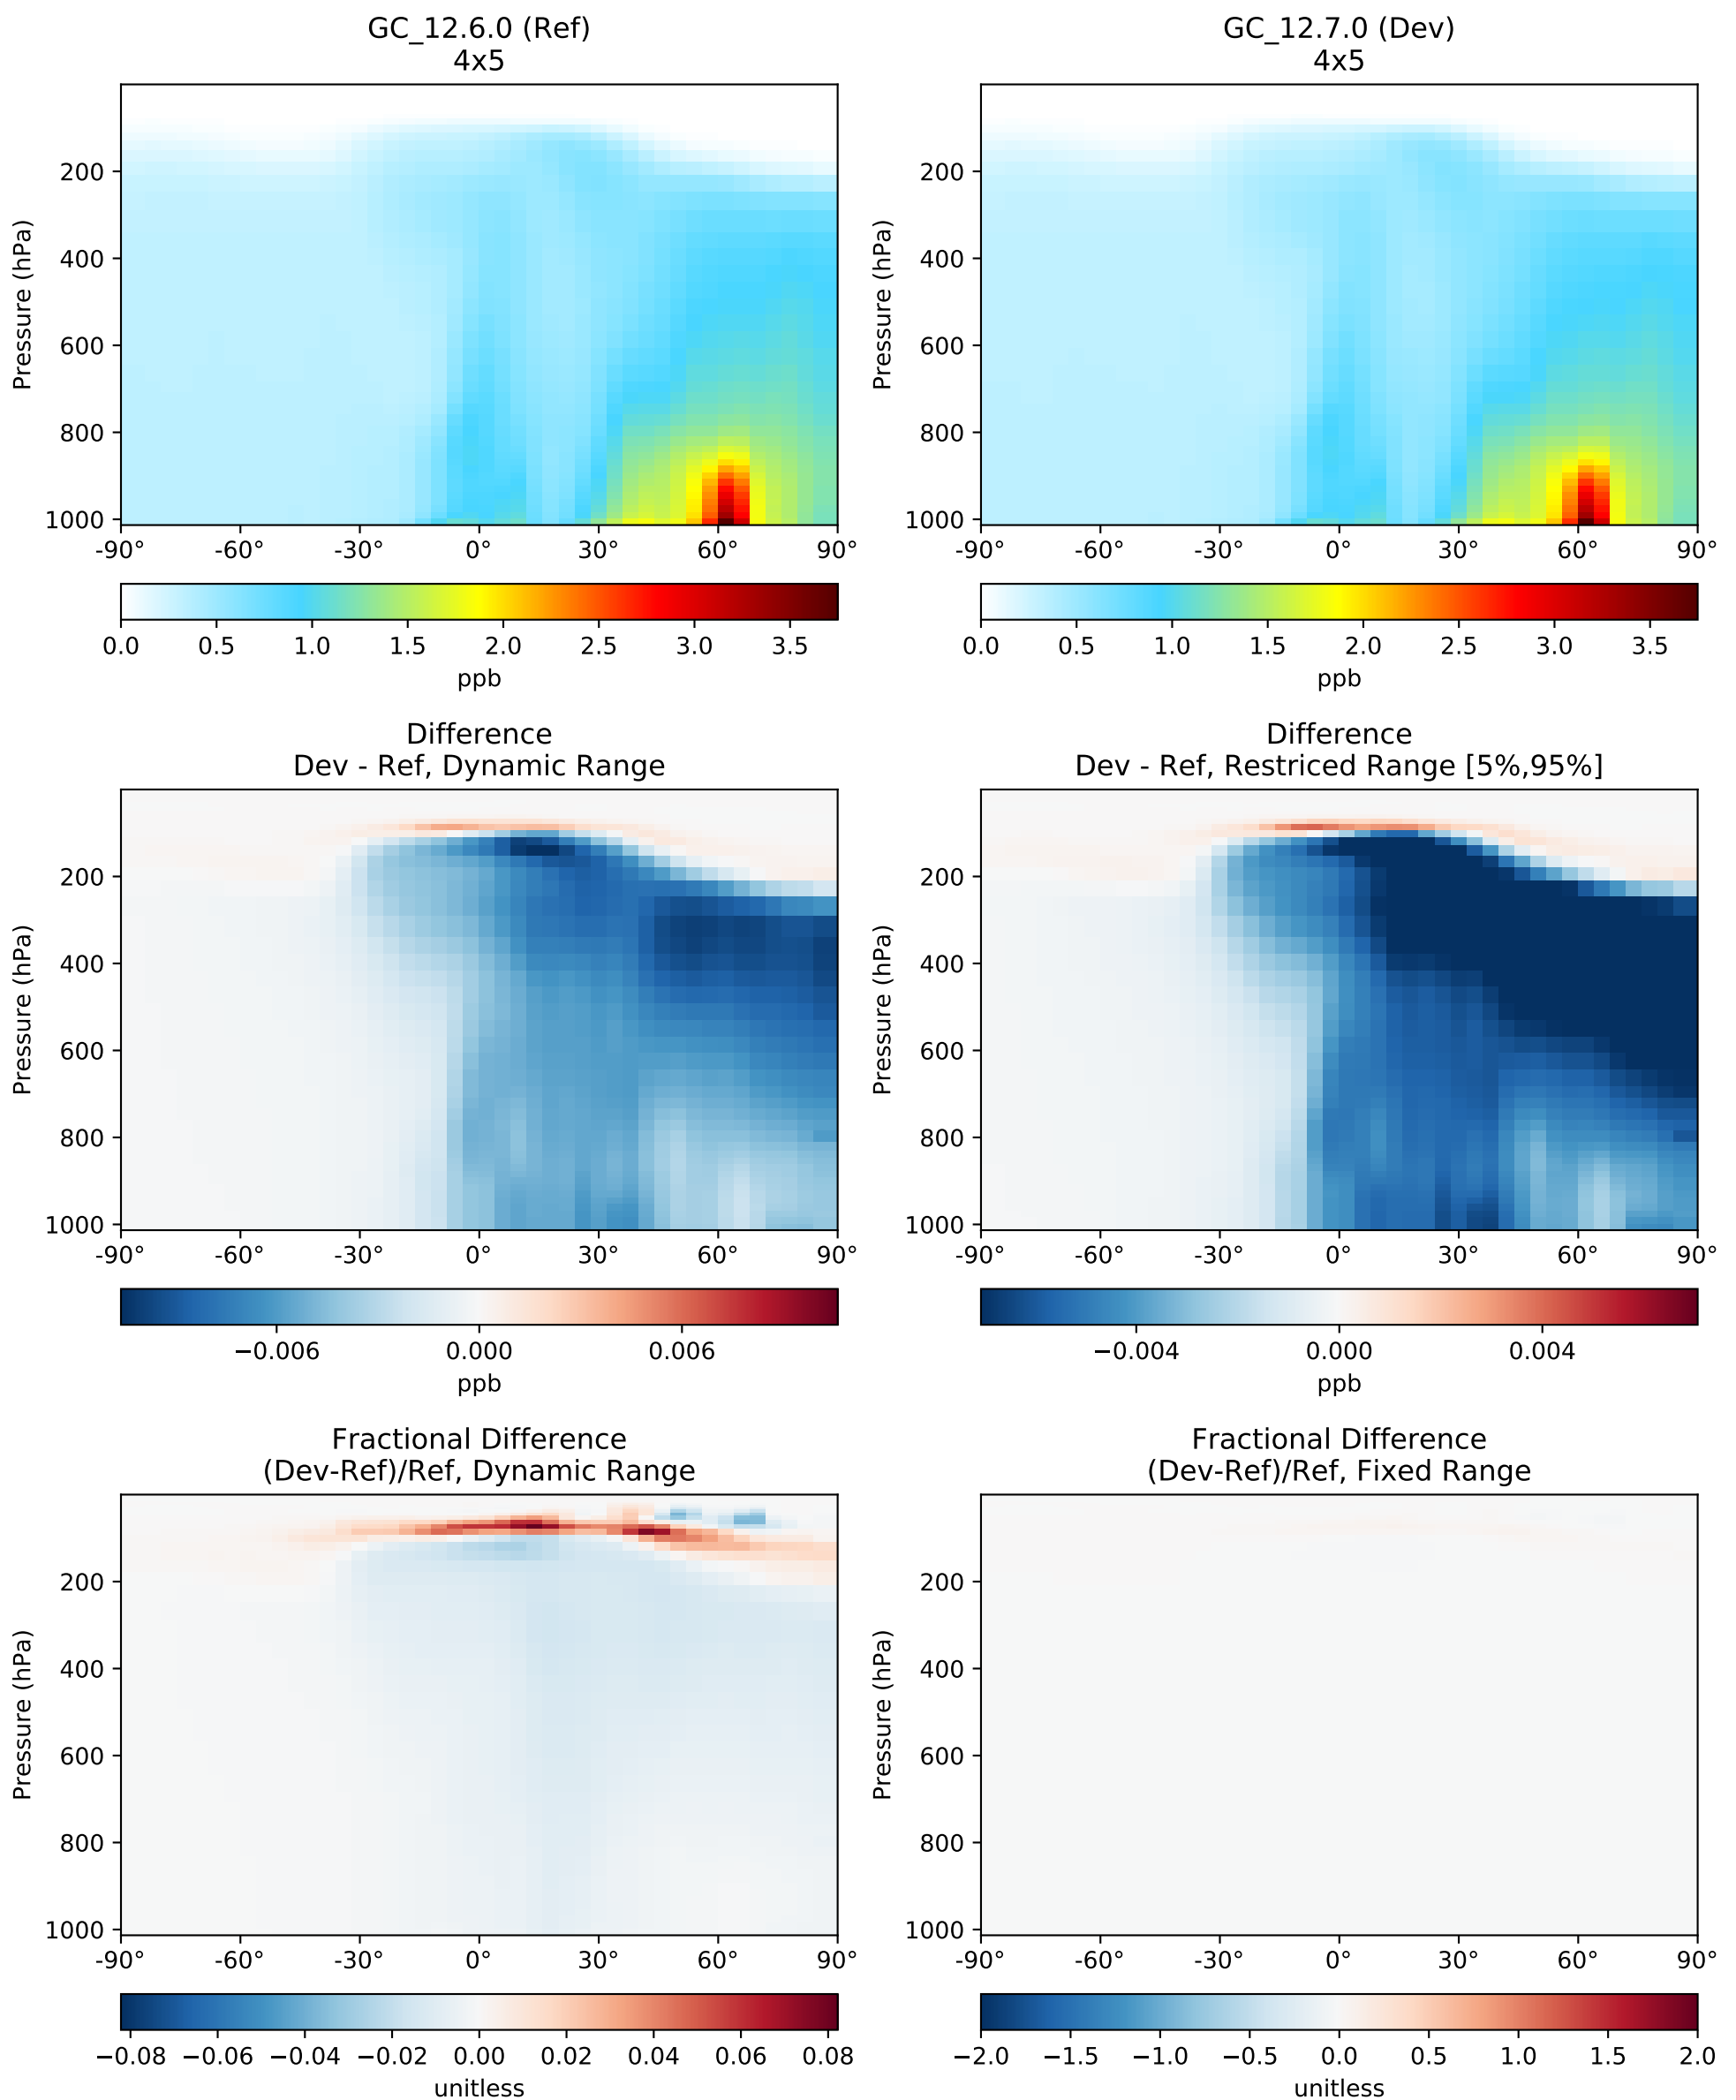 GC_12.6.0 (Ref)
4x5
GC_12.7.0 (Dev)
4x5
Pressure (hPa)
200
400
600
800
1000
-90° -60° -30° 0° 30° 60° 90°
0.0 0.5 1.0 1.5 2.0 2.5 3.0 3.5
ppb
Pressure (hPa)
200
400
600
800
1000
-90° -60° -30° 0° 30° 60° 90°
0.0 0.5 1.0 1.5 2.0 2.5 3.0 3.5
ppb
Difference
Dev - Ref, Dynamic Range
Difference
Dev - Ref, Restriced Range [5%,95%]
Pressure (hPa)
200
400
600
800
1000
-90° -60° -30° 0° 30° 60° 90°
−0.006 0.000 0.006
ppb
Pressure (hPa)
200
400
600
800
1000
-90° -60° -30° 0° 30° 60° 90°
−0.004 0.000 0.004
ppb
Fractional Difference
(Dev-Ref)/Ref, Dynamic Range
Fractional Difference
(Dev-Ref)/Ref, Fixed Range
Pressure (hPa)
200
400
600
800
1000
-90° -60° -30° 0° 30° 60° 90°
−0.08 −0.06 −0.04 −0.02 0.00 0.02 0.04 0.06 0.08
unitless
Pressure (hPa)
200
400
600
800
1000
-90° -60° -30° 0° 30° 60° 90°
−2.0 −1.5 −1.0 −0.5 0.0 0.5 1.0 1.5 2.0
unitless